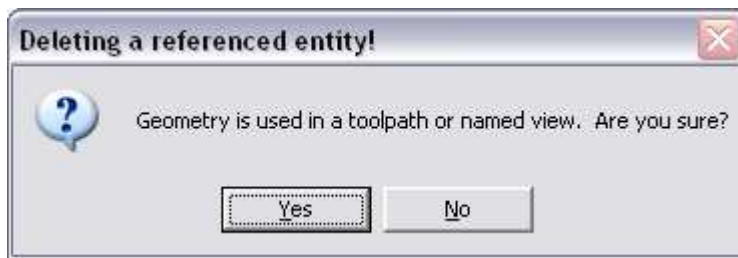 Deleting a referenced entity!
Geometry is used in a toolpath or named view. Are you sure?
Yes No